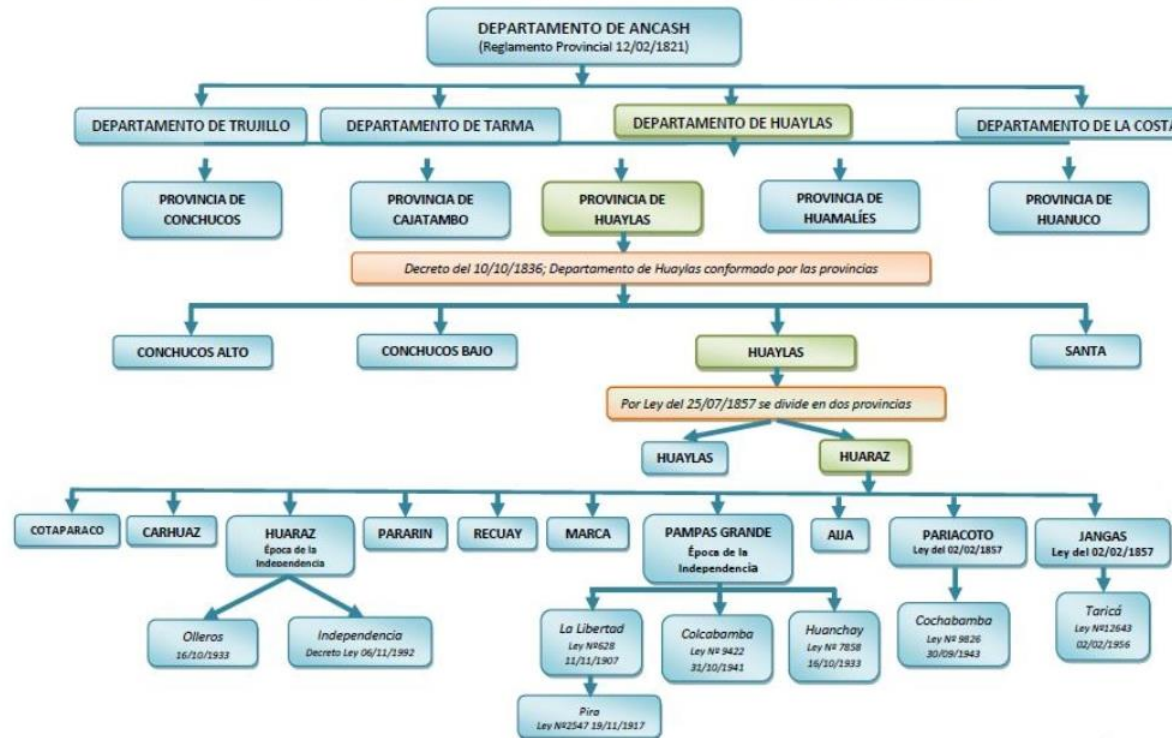 DEPARTAMENTO DE ANCASH
(Reglamento Provincial 12/02/1821)
DEPARTAMENTO DE TRUJILLO
DEPARTAMENTO DE TARMA
DEPARTAMENTO DE HUAYLAS
DEPARTAMENTO DE LA COSTA
PROVINCIA DE
CONCHUCOS
PROVINCIA DE
CAJATAMBO
PROVINCIA DE
HUAYLAS
PROVINCIA DE
HUAMALÍES
PROVINCIA DE
HUANUCO
Decreto del 10/10/1836; Departamento de Huaylas conformado por las provincias
CONCHUCOS ALTO
CONCHUCOS BAJO
HUAYLAS
SANTA
Por Ley del 25/07/1857 se divide en dos provincias
HUAYLAS
HUARAZ
COTAPARACO
CARHUAZ
HUARAZ
Época de la
Independencia
PARARIN
RECUAY
MARCA
PAMPAS GRANDE
Época de la
Independencia
AIJA
PARIACOTO
Ley del 02/02/1857
JANGAS
Ley del 02/02/1857
Olleros
16/10/1933
Independencia
Decreto Ley 06/11/1992
La Libertad
Ley Nº628
11/11/1907
Colcabamba
Ley Nº 9422
31/10/1941
Huanchay
Ley Nº 7858
16/10/1933
Cochabamba
Ley Nº 9826
30/09/1943
Taricá
Ley Nº12643
02/02/1956
Pira
Ley Nº2547 19/11/1917